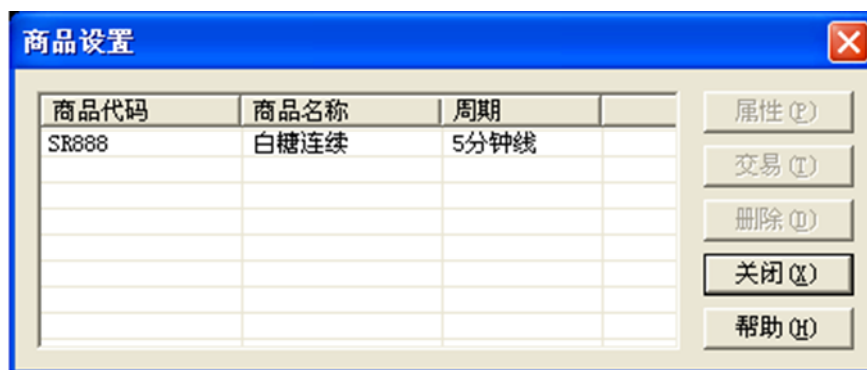 商品设置
商品代码 商品名称 周期
SR888 白糖连续 5分钟线
属性(P)
交易(T)
删除(D)
关闭(X)
帮助(H)